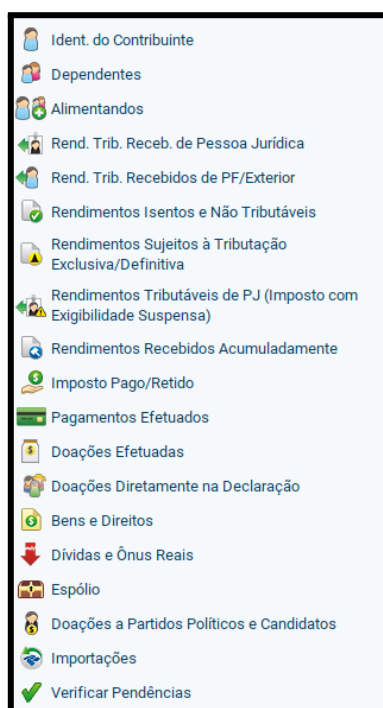 Ident. do Contribuinte
Dependentes
Alimentandos
Rend. Trib. Receb. de Pessoa Jurídica
Rend. Trib. Recebidos de PF/Exterior
Rendimentos Isentos e Não Tributáveis
Rendimentos Sujeitos à Tributação
Exclusiva/Definitiva
Rendimentos Tributáveis de PJ (Imposto com
Exigibilidade Suspensa)
Rendimentos Recebidos Acumuladamente
Imposto Pago/Retido
Pagamentos Efetuados
Doações Efetuadas
Doações Diretamente na Declaração
Bens e Direitos
Dívidas e Ônus Reais
Espólio
Doações a Partidos Políticos e Candidatos
Importações
Verificar Pendências